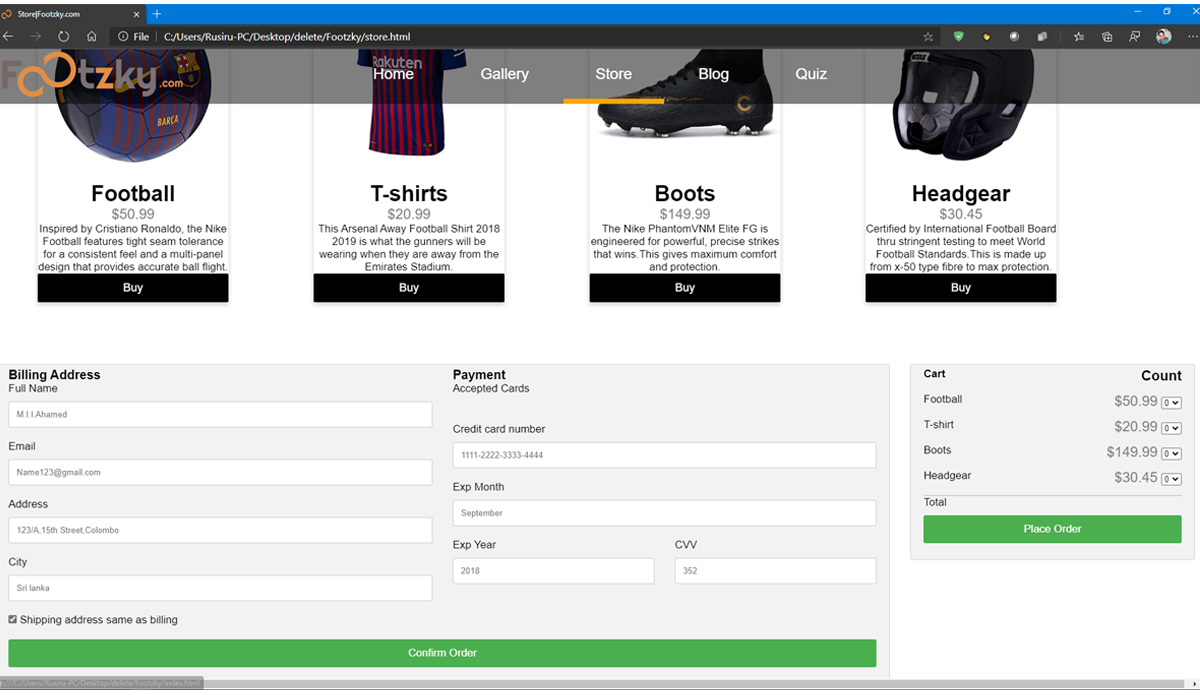 Store|Footzky.com
File
C:/Users/Rusiru-PC/Desktop/delete/Footzky/store.html
Footzky.com
Home
Gallery
Store
Blog
Quiz
Rakuten
BARÇA
C
Football
$50.99
Inspired by Cristiano Ronaldo, the Nike
Football features tight seam tolerance
for a consistent feel and a multi-panel
design that provides accurate ball flight.
Buy
T-shirts
$20.99
This Arsenal Away Football Shirt 2018
2019 is what the gunners will be
wearing when they are away from the
Emirates Stadium.
Buy
Boots
$149.99
The Nike PhantomVNM Elite FG is
engineered for powerful, precise strikes
that wins.This gives maximum comfort
and protection.
Buy
Headgear
$30.45
Certified by International Football Board
thru stringent testing to meet World
Football Standards.This is made up
from x-50 type fibre to max protection.
Buy
Billing Address
Full Name
M.I.I.Ahamed
Email
Name123@gmail.com
Address
123/A,15th Street,Colombo
City
Sri lanka
Shipping address same as billing
Payment
Accepted Cards
Credit card number
1111-2222-3333-4444
Exp Month
September
Exp Year
2018
CVV
352
Confirm Order
Cart
Count
Football
$50.99 0
T-shirt
$20.99 0
Boots
$149.99 0
Headgear
$30.45 0
Total
Place Order